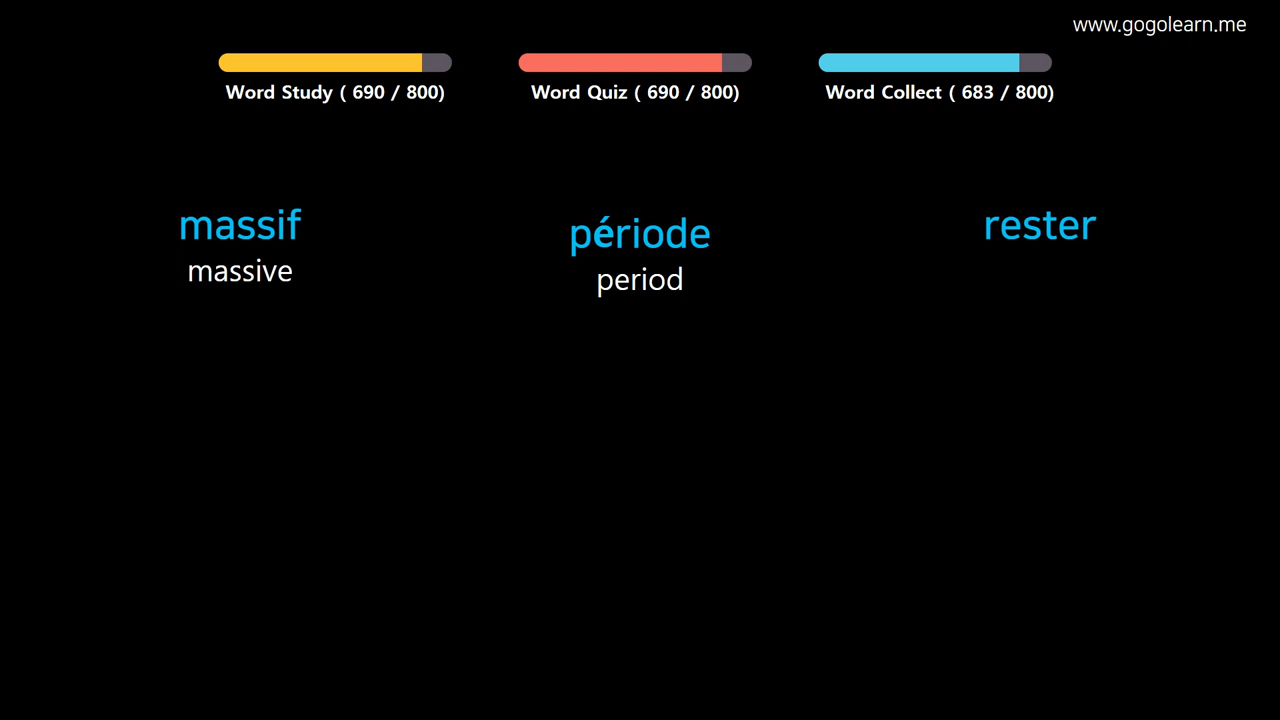 www.gogolearn.me
Word Study ( 690 / 800)
Word Quiz ( 690 / 800)
Word Collect ( 683 / 800)
massif
massive
période
period
rester